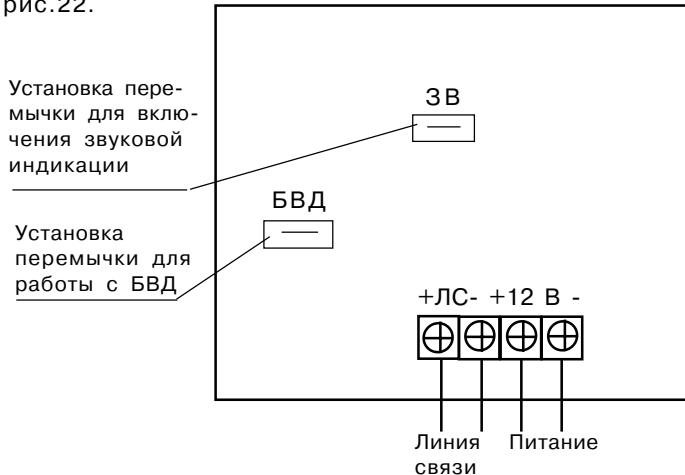 рис.22.
Установка пере-
мычки для вклю-
чения звуковой
индикации
ЗВ
БВД
Установка
перемычки для
работы с БВД
+ЛС- +12 В -
Линия Питание
связи